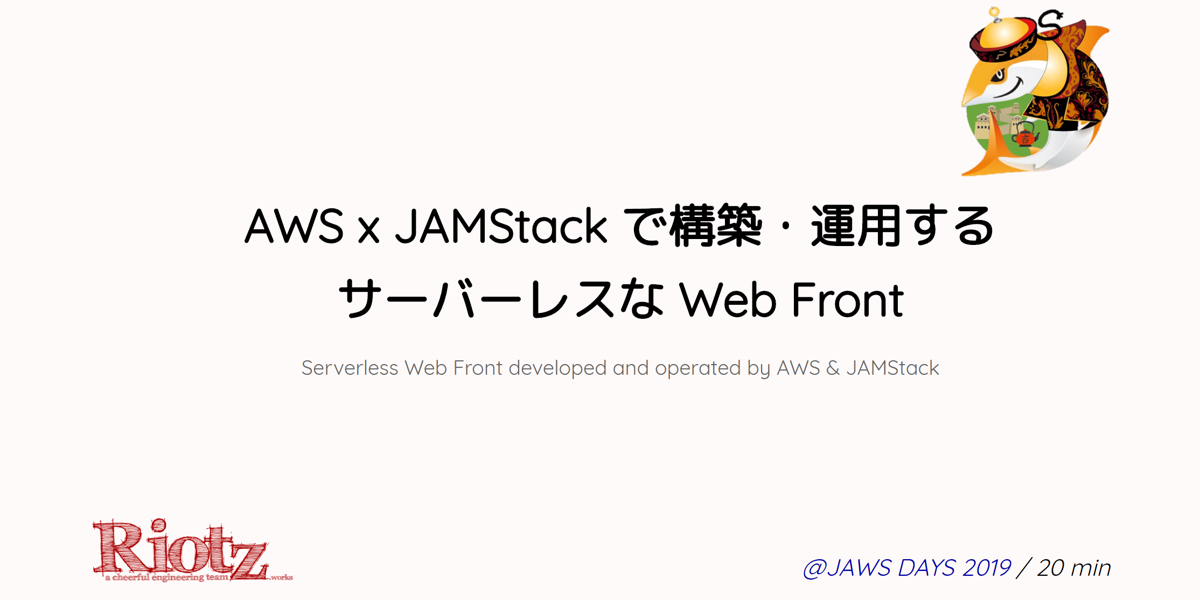 AWS x JAMStack で構築・運用する
サーバーレスな Web Front
Serverless Web Front developed and operated by AWS & JAMStack
Riotz
a cheerful engineering team
.works
@JAWS DAYS 2019 / 20 min